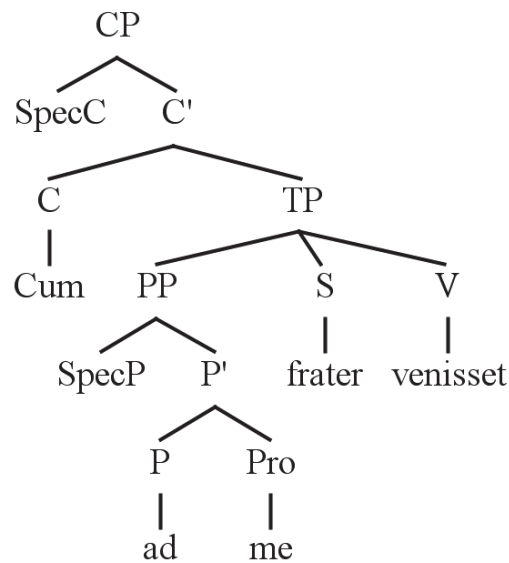 CP
SpecC C'
C TP
Cum PP S V
SpecP P' frater venisset
P Pro
ad me